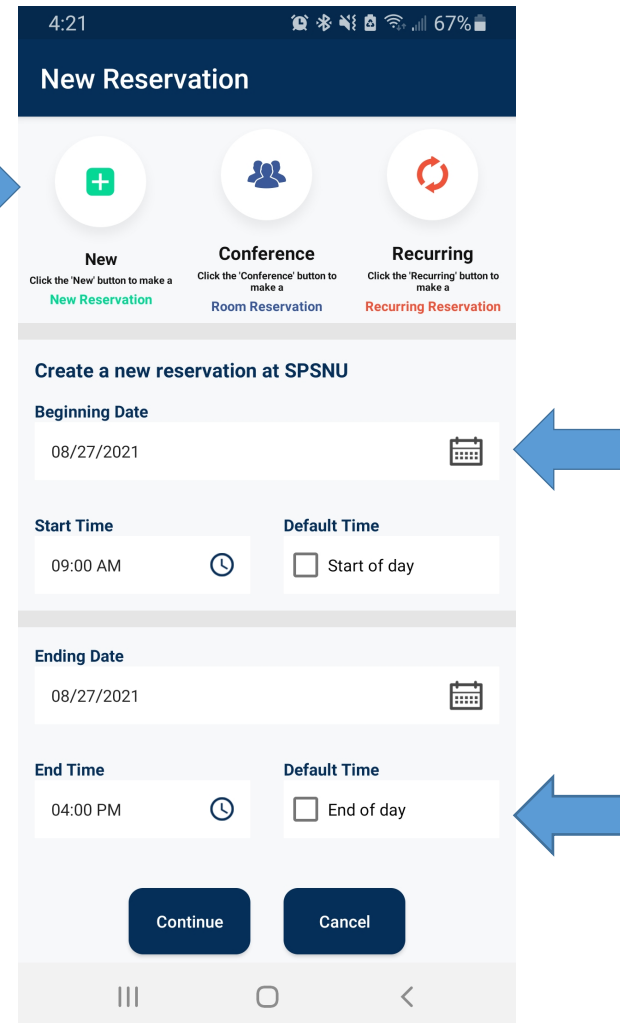 4:21 67%
New Reservation
New
Click the 'New' button to make a
New Reservation
Conference
Click the 'Conference' button to
make a
Room Reservation
Recurring
Click the 'Recurring' button to
make a
Recurring Reservation
Create a new reservation at SPSNU
Beginning Date
08/27/2021
Start Time Default Time
09:00 AM Start of day
Ending Date
08/27/2021
End Time Default Time
04:00 PM End of day
Continue Cancel